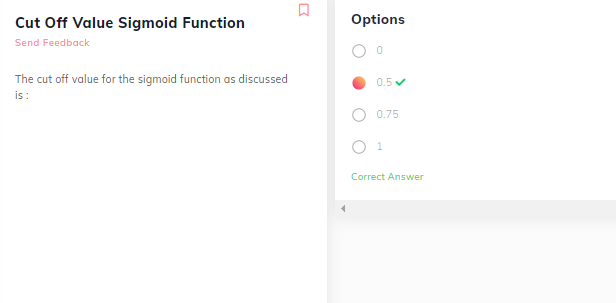 Cut Off Value Sigmoid Function
Send Feedback
The cut off value for the sigmoid function as discussed
is :
Options
0
0.5
0.75
1
Correct Answer